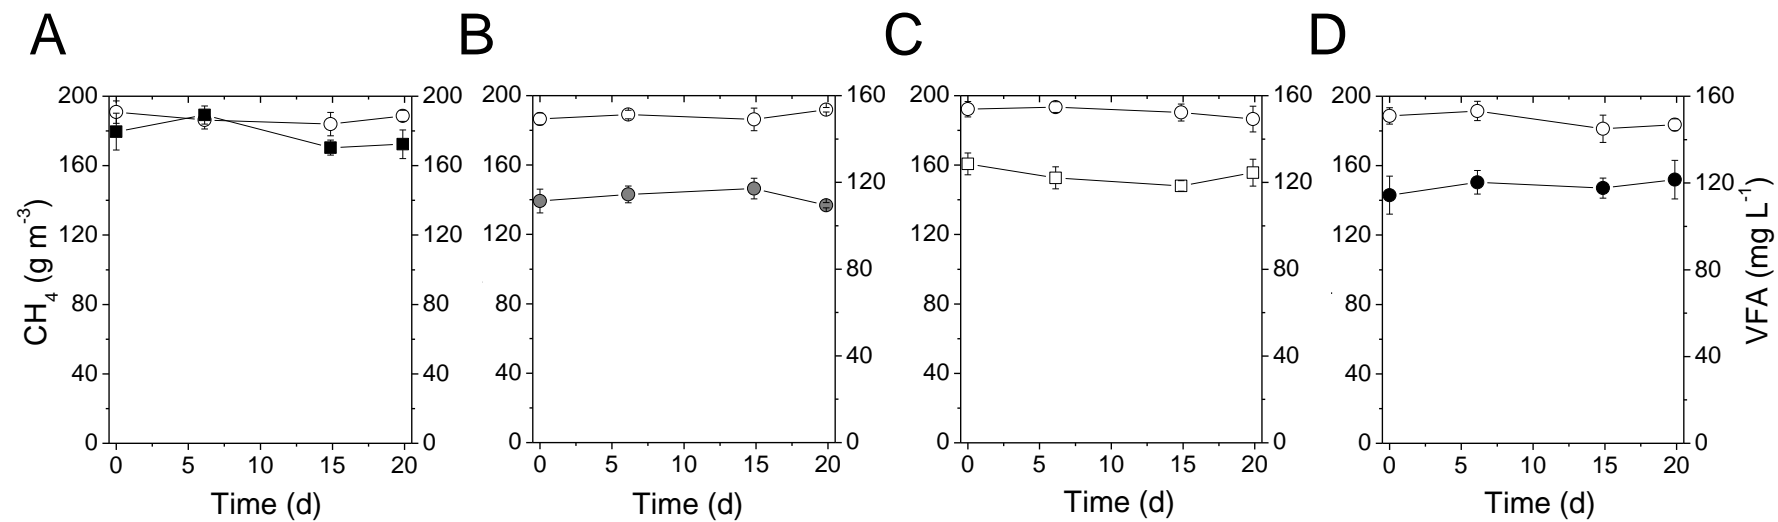 A B C D
200 200 200 160 200 160 200 160
160 160 160 120 160 120 160 120
120 120 120 80 120 80 120 80
80 80 80 40 80 40 80 40
40 40 40 40 40
0 0 0 0 0 0 0 0
CH4 (g m-3)
VFA (mg L-1)
0 5 10 15 20 0 5 10 15 20 0 5 10 15 20 0 5 10 15 20
Time (d) Time (d) Time (d) Time (d)